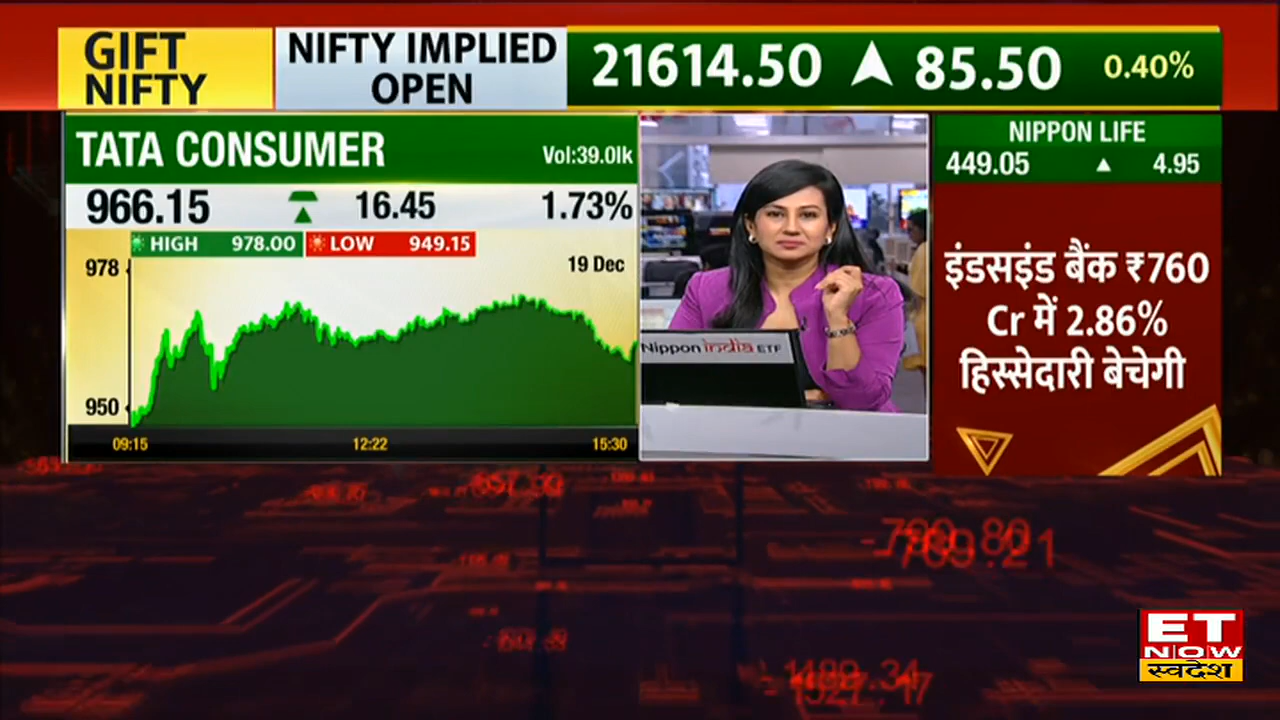 GIFT
NIFTY
NIFTY IMPLIED
OPEN
21614.50 ▲ 85.50 0.40%
TATA CONSUMER
Vol:39.0lk
966.15 16.45 1.73%
HIGH 978.00 LOW 949.15
978
19 Dec
950
09:15 12:22 15:30
Nippon india ETF
NIPPON LIFE
449.05 ▲ 4.95
इंडसइंड बैंक ₹760
Cr में 2.86%
हिस्सेदारी बेचेगी
ET
NOW
स्वदेश